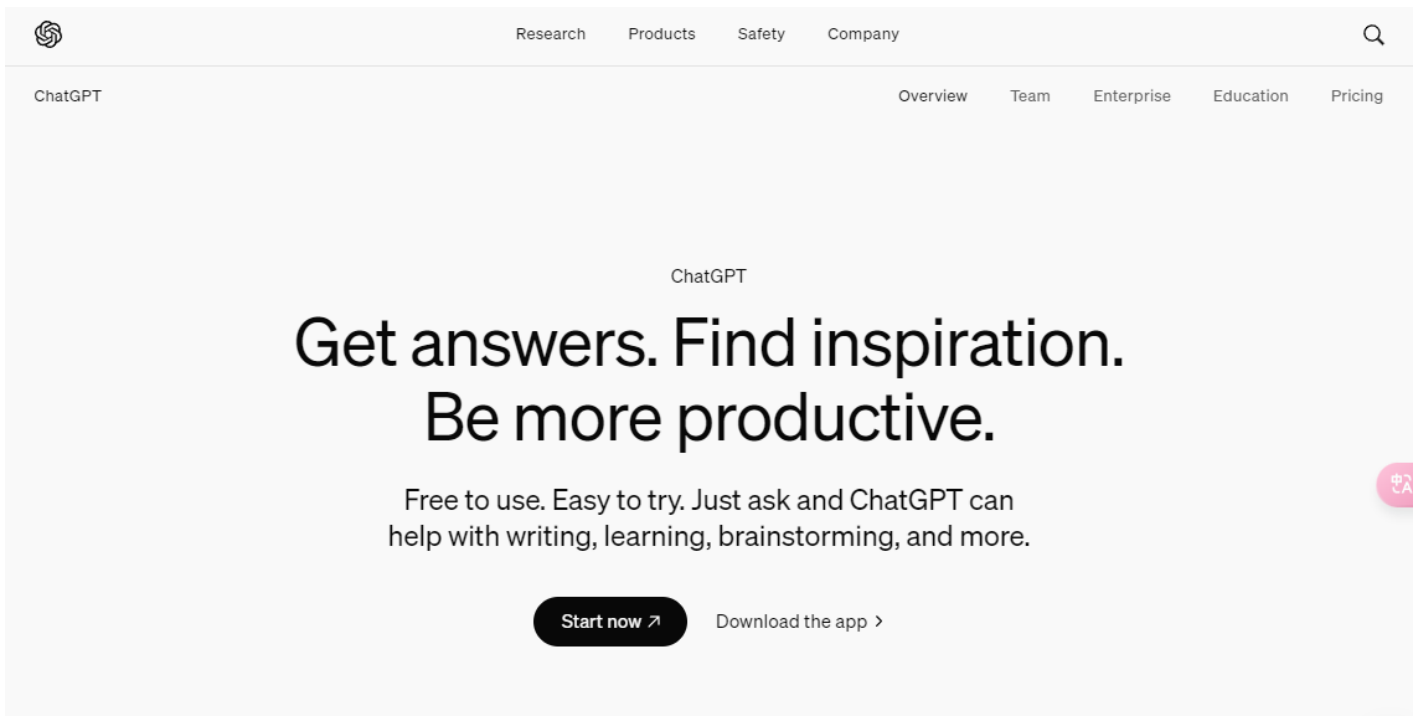 Research Products Safety Company
ChatGPT Overview Team Enterprise Education Pricing
ChatGPT
Get answers. Find inspiration.
Be more productive.
Free to use. Easy to try. Just ask and ChatGPT can
help with writing, learning, brainstorming, and more.
Start now ↗ Download the app >
中 A